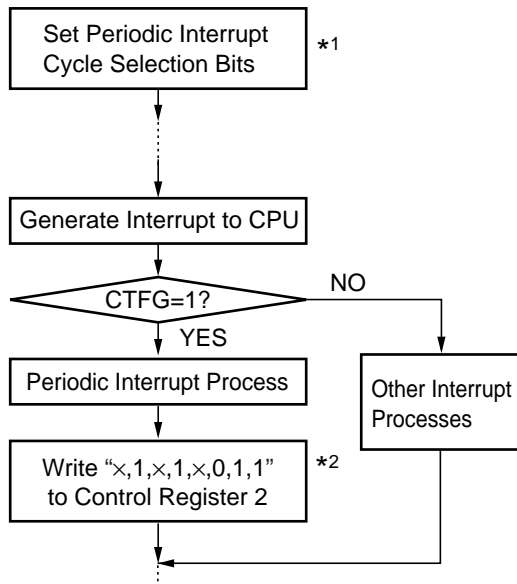 Set Periodic Interrupt
Cycle Selection Bits
*1
Generate Interrupt to CPU
CTFG=1?
NO
YES
Periodic Interrupt Process
Other Interrupt
Processes
Write “×,1,×,1,×,0,1,1”
to Control Register 2
*2